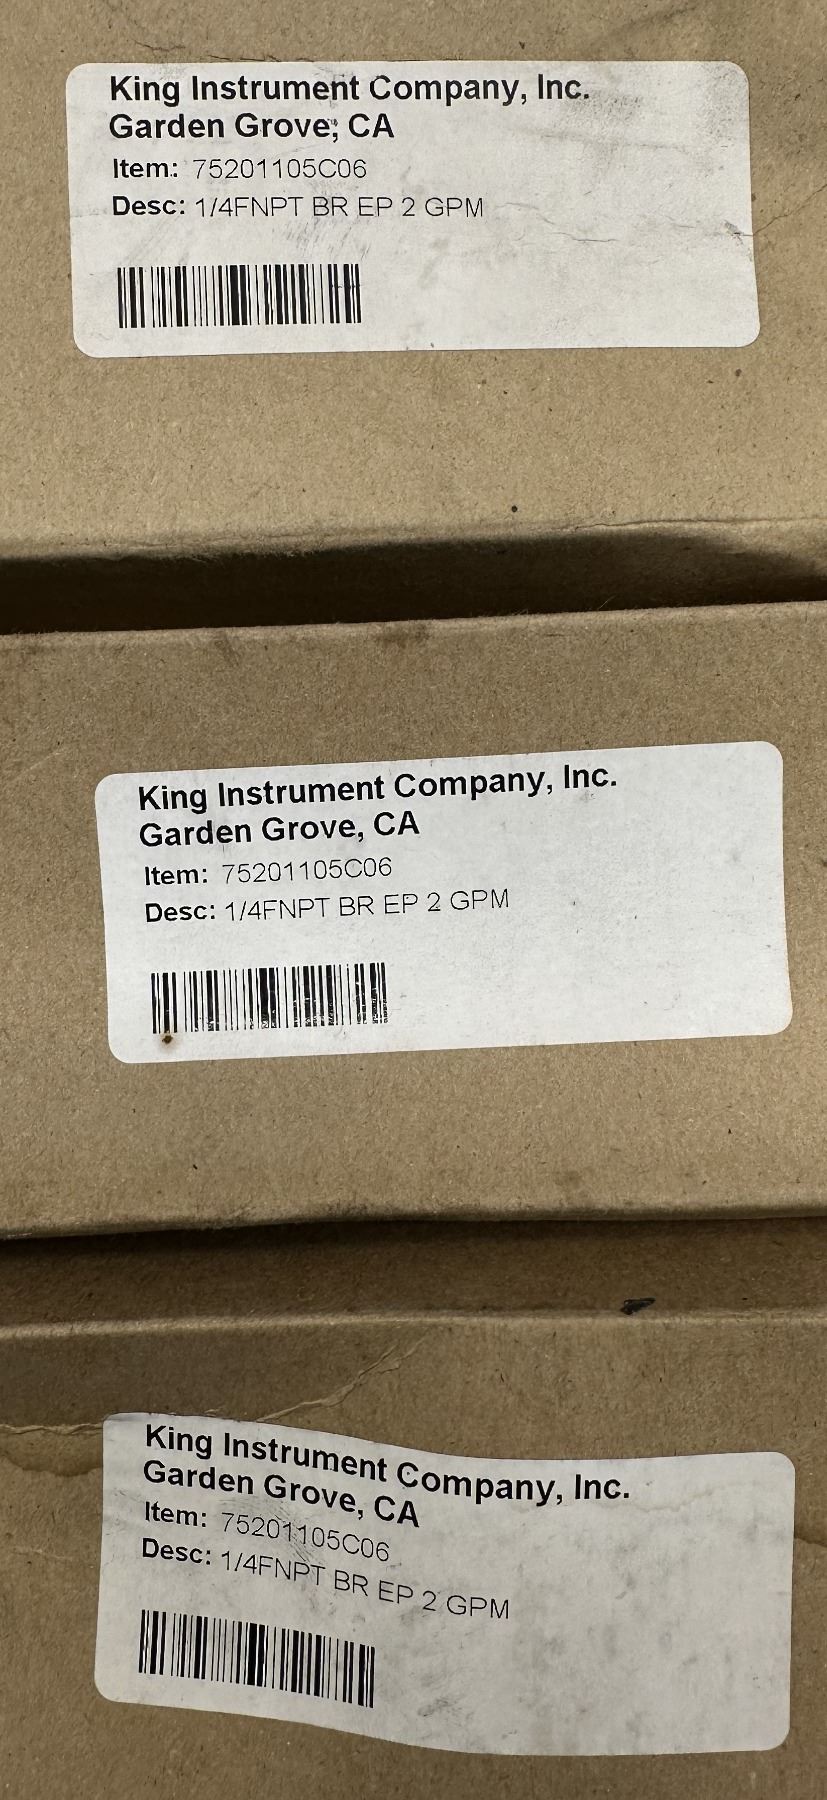 King Instrument Company, Inc.
Garden Grove, CA
Item: 75201105C06
Desc: 1/4FNPT BR EP 2 GPM
King Instrument Company, Inc.
Garden Grove, CA
Item: 75201105C06
Desc: 1/4FNPT BR EP 2 GPM
King Instrument Company, Inc.
Garden Grove, CA
Item: 75201105C06
Desc: 1/4FNPT BR EP 2 GPM